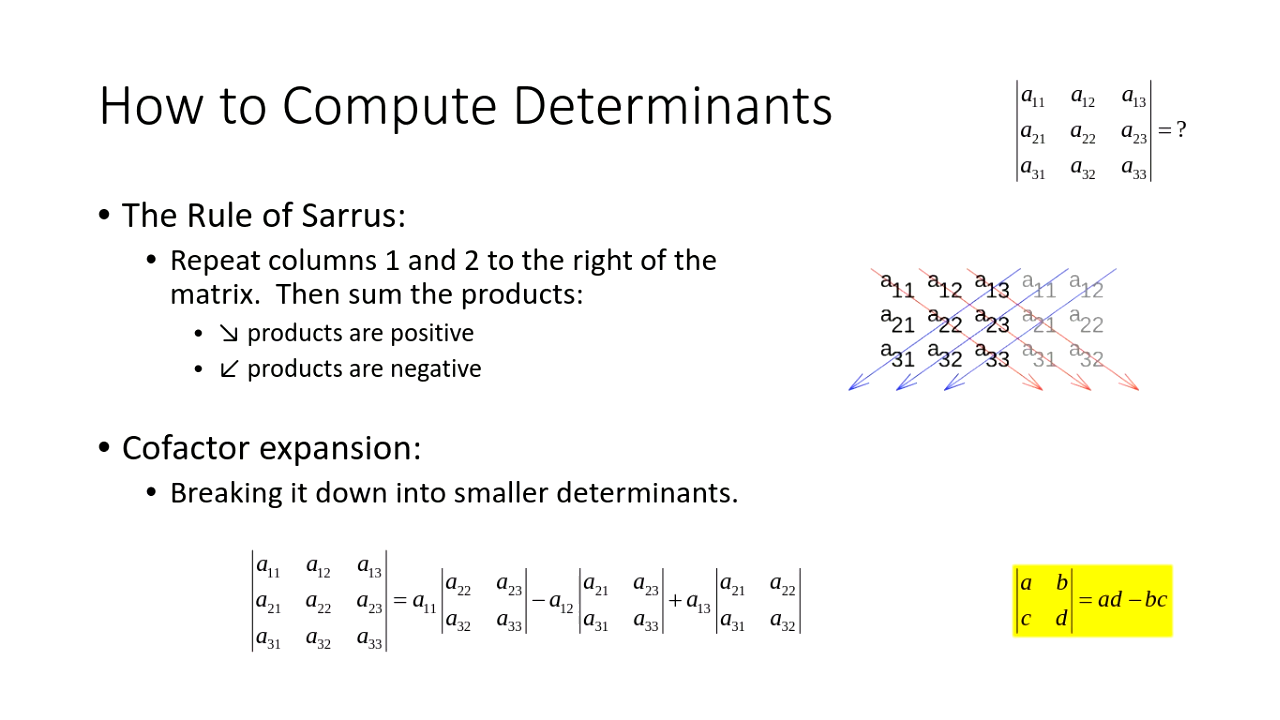 How to Compute Determinants
|a₁₁ a₁₂ a₁₃|
|a₂₁ a₂₂ a₂₃| = ?
|a₃₁ a₃₂ a₃₃|
• The Rule of Sarrus:
• Repeat columns 1 and 2 to the right of the
matrix. Then sum the products:
• ↘ products are positive
• ↙ products are negative
a₁₁ a₁₂ a₁₃ a₁₁ a₁₂
a₂₁ a₂₂ a₂₃ a₂₁ a₂₂
a₃₁ a₃₂ a₃₃ a₃₁ a₃₂
• Cofactor expansion:
• Breaking it down into smaller determinants.
|a₁₁ a₁₂ a₁₃|
|a₂₁ a₂₂ a₂₃| = a₁₁ |a₂₂ a₂₃| − a₁₂ |a₂₁ a₂₃| + a₁₃ |a₂₁ a₂₂|
|a₃₁ a₃₂ a₃₃| |a₃₂ a₃₃| |a₃₁ a₃₃| |a₃₁ a₃₂|
|a b|
|c d| = ad − bc